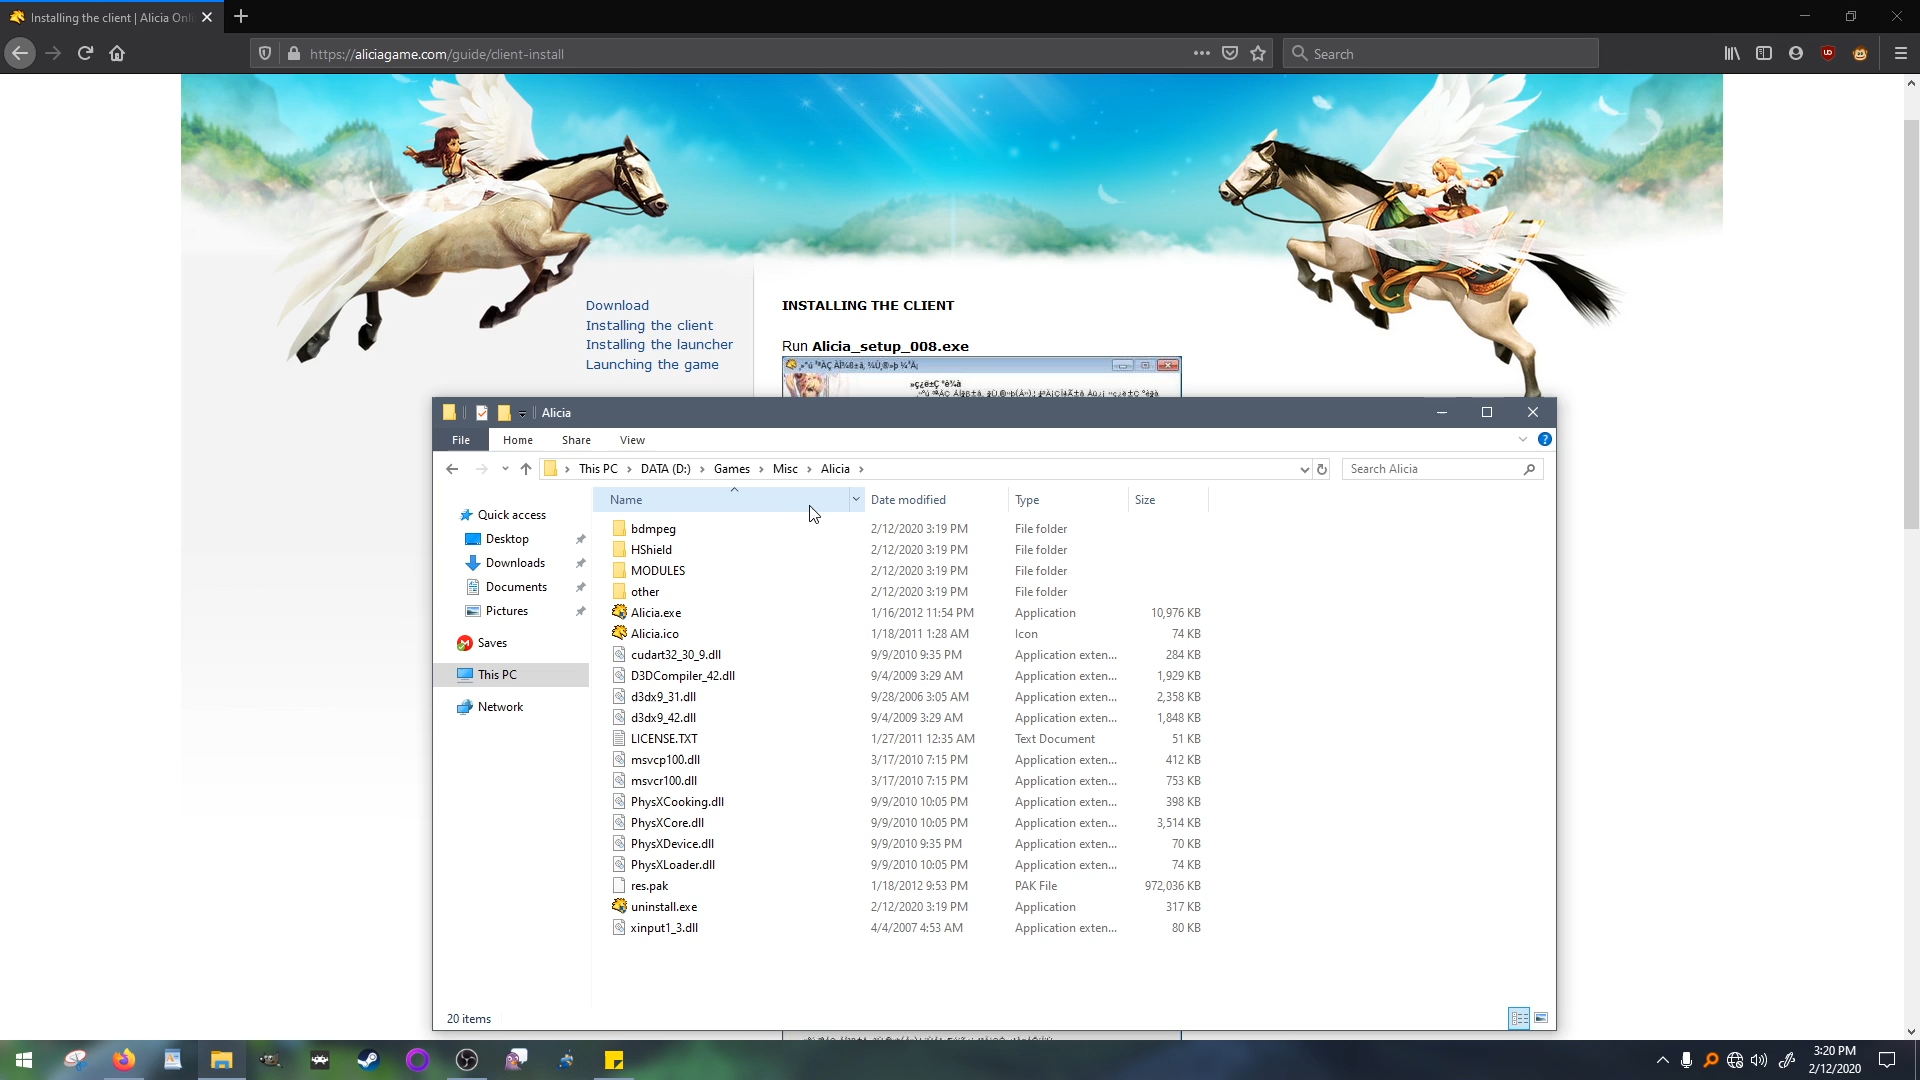 Installing the client | Alicia Onli
https://aliciagame.com/guide/client-install
Search
Download
Installing the client
Installing the launcher
Launching the game
INSTALLING THE CLIENT
Run Alicia_setup_008.exe
Alicia
File Home Share View
This PC > DATA (D:) > Games > Misc > Alicia >
Search Alicia
Quick access
Desktop
Downloads
Documents
Pictures
Saves
This PC
Network
Name Date modified Type Size
bdmpeg 2/12/2020 3:19 PM File folder
HShield 2/12/2020 3:19 PM File folder
MODULES 2/12/2020 3:19 PM File folder
other 2/12/2020 3:19 PM File folder
Alicia.exe 1/16/2012 11:54 PM Application 10,976 KB
Alicia.ico 1/18/2011 1:28 AM Icon 74 KB
cudart32_30_9.dll 9/9/2010 9:35 PM Application exten... 284 KB
D3DCompiler_42.dll 9/4/2009 3:29 AM Application exten... 1,929 KB
d3dx9_31.dll 9/28/2006 3:05 AM Application exten... 2,358 KB
d3dx9_42.dll 9/4/2009 3:29 AM Application exten... 1,848 KB
LICENSE.TXT 1/27/2011 12:35 AM Text Document 51 KB
msvcp100.dll 3/17/2010 7:15 PM Application exten... 412 KB
msvcr100.dll 3/17/2010 7:15 PM Application exten... 753 KB
PhysXCooking.dll 9/9/2010 10:05 PM Application exten... 398 KB
PhysXCore.dll 9/9/2010 10:05 PM Application exten... 3,514 KB
PhysXDevice.dll 9/9/2010 9:35 PM Application exten... 70 KB
PhysXLoader.dll 9/9/2010 10:05 PM Application exten... 74 KB
res.pak 1/18/2012 9:53 PM PAK File 972,036 KB
uninstall.exe 2/12/2020 3:19 PM Application 317 KB
xinput1_3.dll 4/4/2007 4:53 AM Application exten... 80 KB
20 items
3:20 PM
2/12/2020